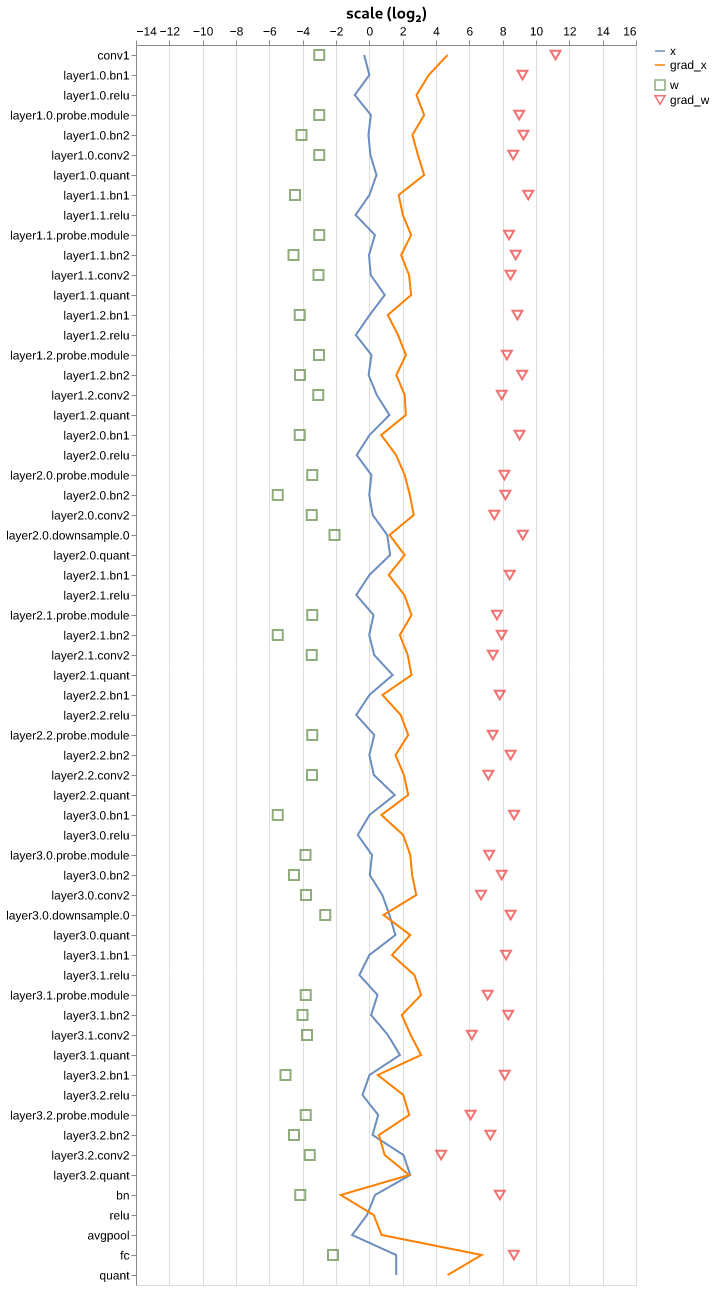 scale (log₂)
−14 −12 −10 −8 −6 −4 −2 0 2 4 6 8 10 12 14 16
x
grad_x
w
grad_w
conv1
layer1.0.bn1
layer1.0.relu
layer1.0.probe.module
layer1.0.bn2
layer1.0.conv2
layer1.0.quant
layer1.1.bn1
layer1.1.relu
layer1.1.probe.module
layer1.1.bn2
layer1.1.conv2
layer1.1.quant
layer1.2.bn1
layer1.2.relu
layer1.2.probe.module
layer1.2.bn2
layer1.2.conv2
layer1.2.quant
layer2.0.bn1
layer2.0.relu
layer2.0.probe.module
layer2.0.bn2
layer2.0.conv2
layer2.0.downsample.0
layer2.0.quant
layer2.1.bn1
layer2.1.relu
layer2.1.probe.module
layer2.1.bn2
layer2.1.conv2
layer2.1.quant
layer2.2.bn1
layer2.2.relu
layer2.2.probe.module
layer2.2.bn2
layer2.2.conv2
layer2.2.quant
layer3.0.bn1
layer3.0.relu
layer3.0.probe.module
layer3.0.bn2
layer3.0.conv2
layer3.0.downsample.0
layer3.0.quant
layer3.1.bn1
layer3.1.relu
layer3.1.probe.module
layer3.1.bn2
layer3.1.conv2
layer3.1.quant
layer3.2.bn1
layer3.2.relu
layer3.2.probe.module
layer3.2.bn2
layer3.2.conv2
layer3.2.quant
bn
relu
avgpool
fc
quant